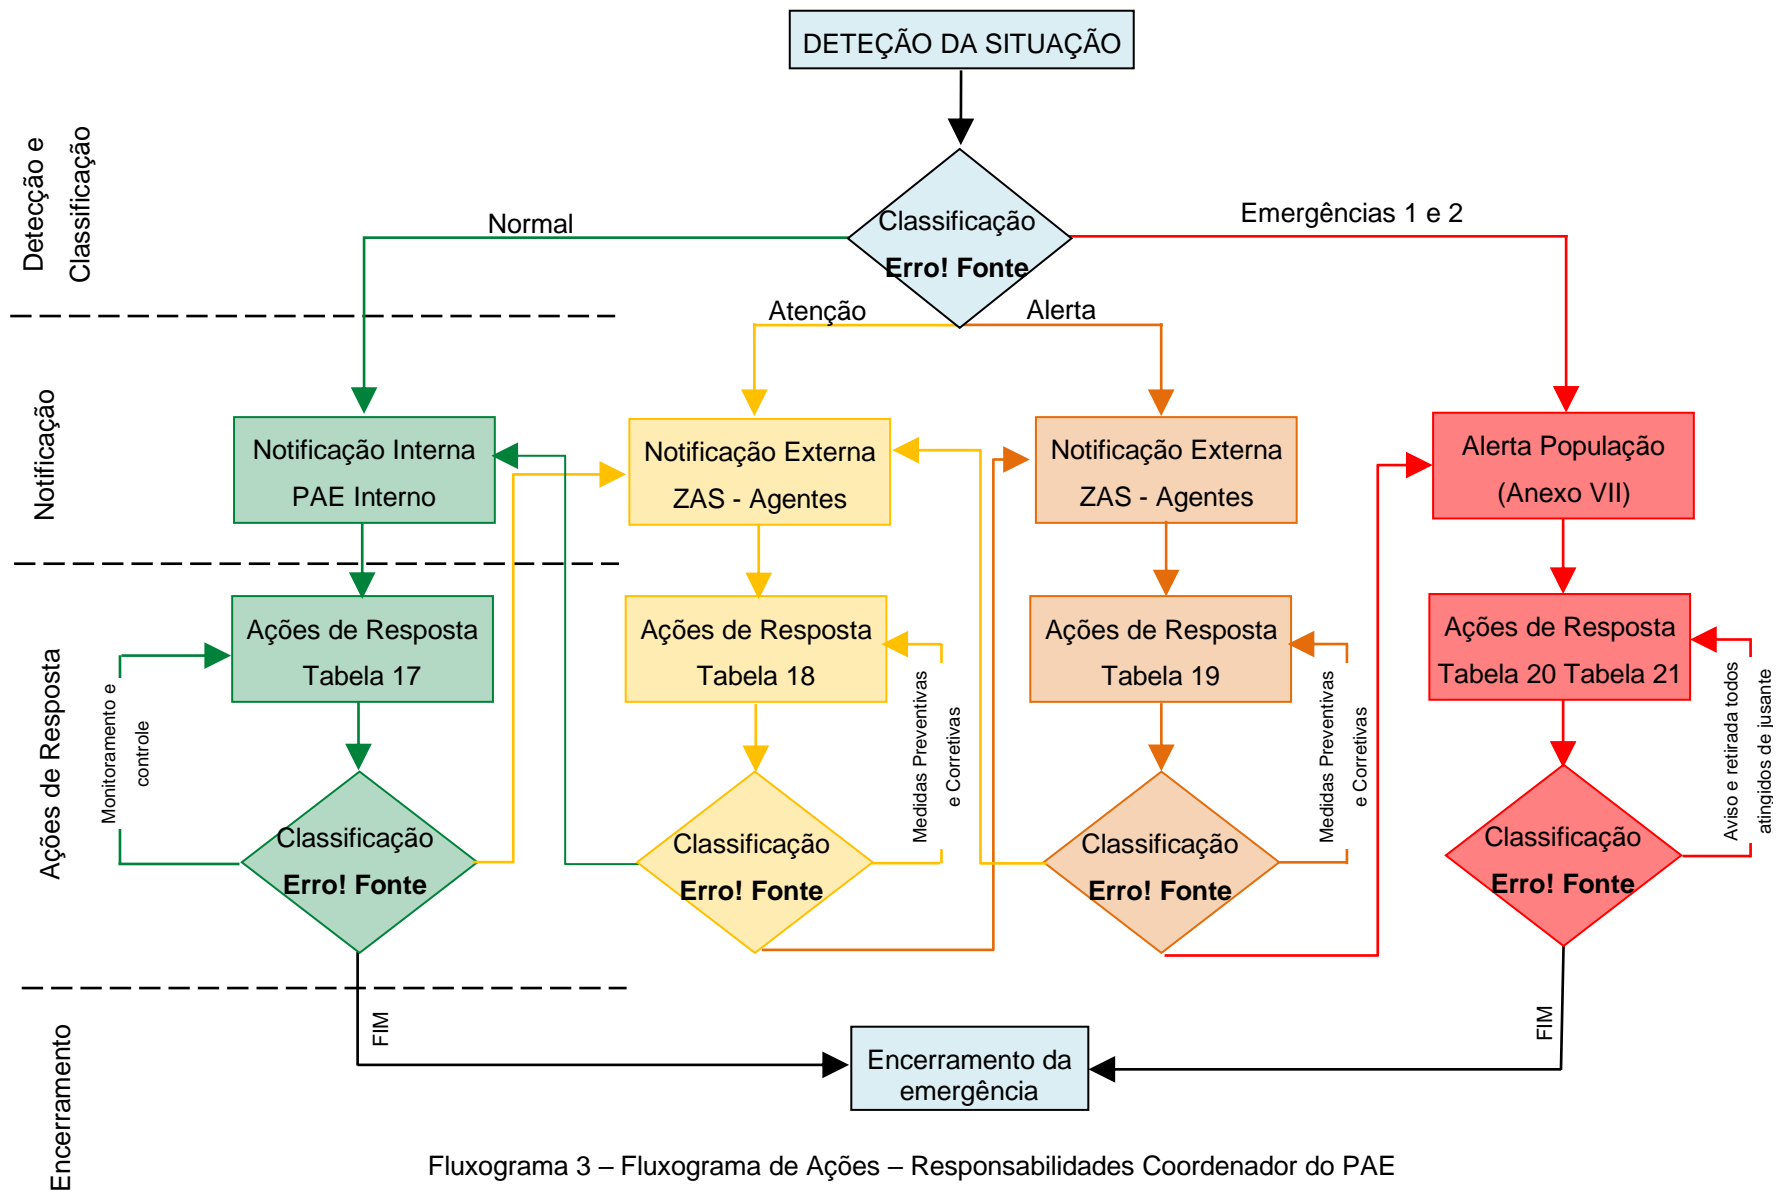 DETEÇÃO DA SITUAÇÃO
Detecção e
Classificação
Classificação
Erro! Fonte
Normal
Emergências 1 e 2
Atenção
Alerta
Notificação
Notificação Interna
PAE Interno
Notificação Externa
ZAS - Agentes
Notificação Externa
ZAS - Agentes
Alerta População
(Anexo VII)
Ações de Resposta
Ações de Resposta
Tabela 17
Ações de Resposta
Tabela 18
Ações de Resposta
Tabela 19
Ações de Resposta
Tabela 20 Tabela 21
Monitoramento e
controle
Medidas Preventivas
e Corretivas
Medidas Preventivas
e Corretivas
Aviso e retirada todos
atingidos de jusante
Classificação
Erro! Fonte
Classificação
Erro! Fonte
Classificação
Erro! Fonte
Classificação
Erro! Fonte
Encerramento
FIM
FIM
Encerramento da
emergência
Fluxograma 3 – Fluxograma de Ações – Responsabilidades Coordenador do PAE